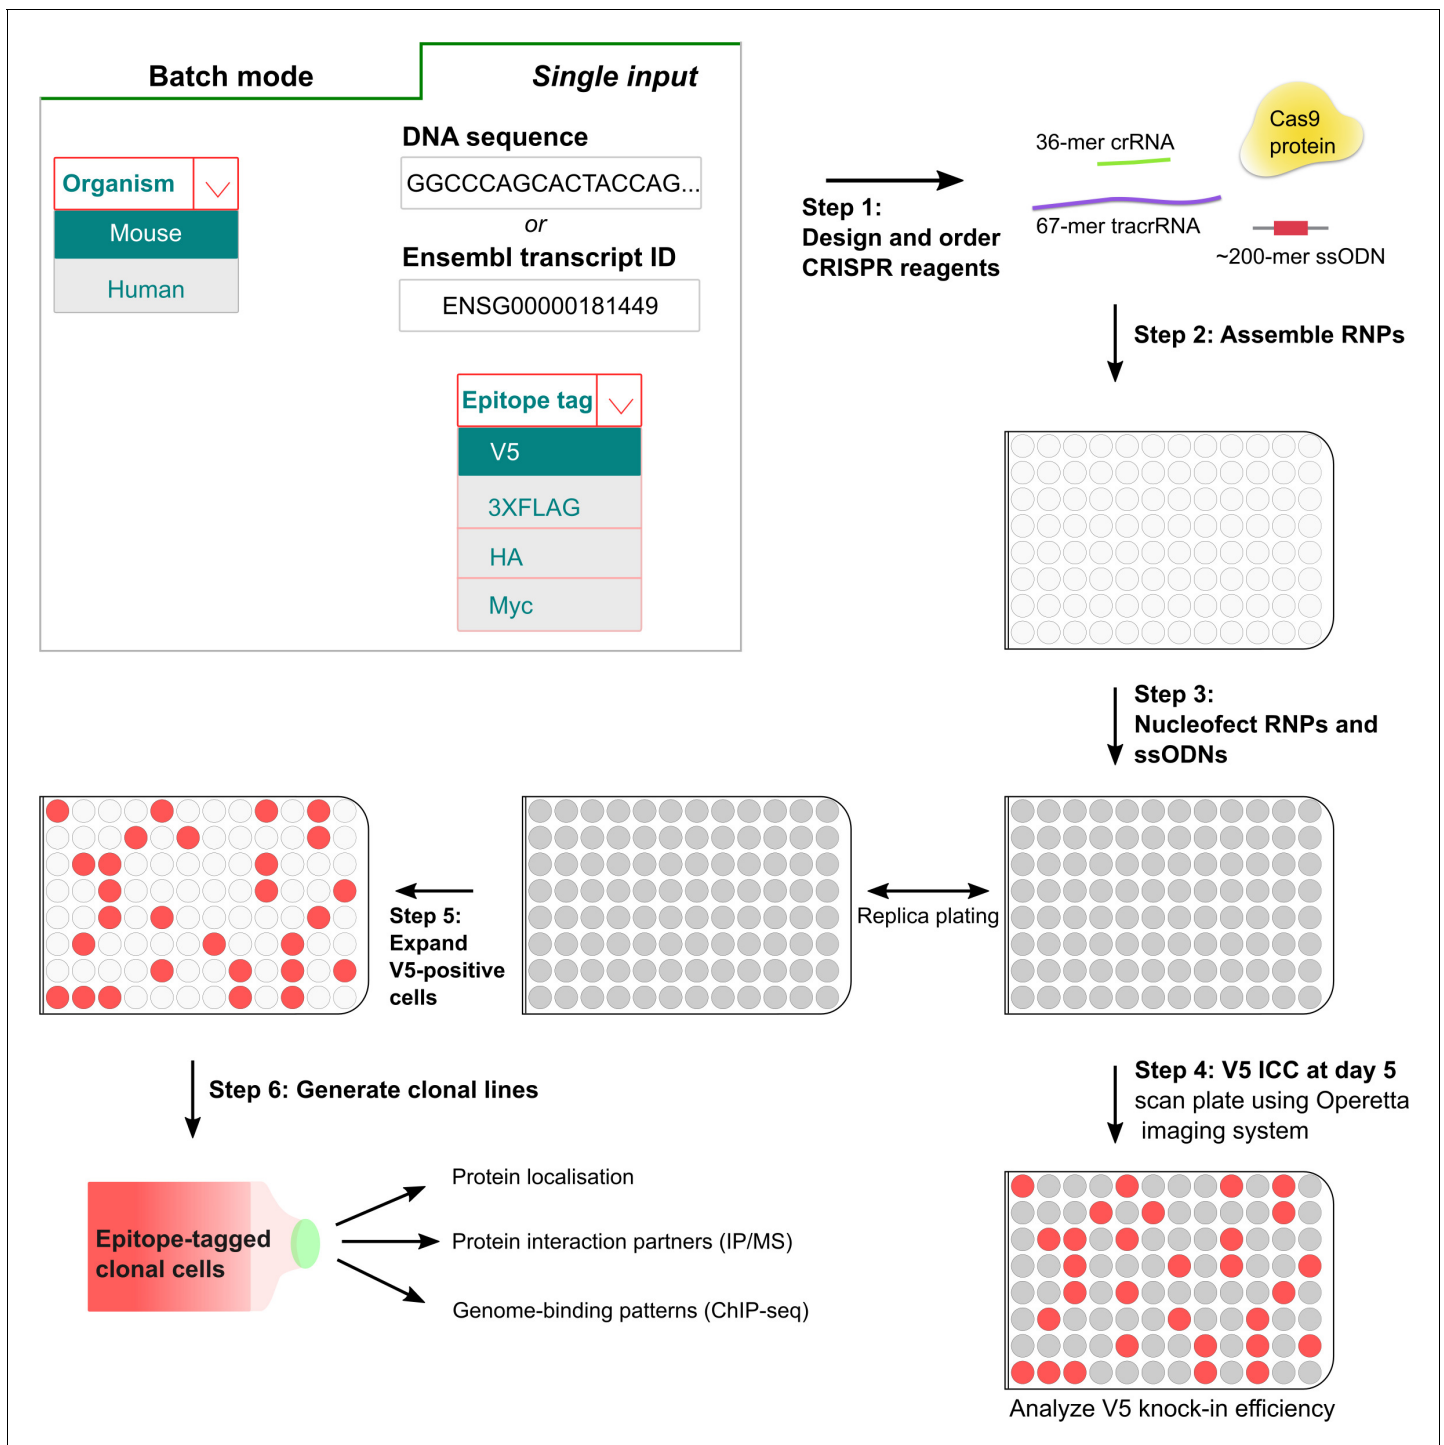 Batch mode
Single input
Organism
Mouse
Human
DNA sequence
GGCCCAGCACTACCAG...
or
Ensembl transcript ID
ENSG00000181449
Epitope tag
V5
3XFLAG
HA
Myc
Step 1:
Design and order
CRISPR reagents
36-mer crRNA
Cas9
protein
67-mer tracrRNA
~200-mer ssODN
Step 2: Assemble RNPs
Step 3:
Nucleofect RNPs and
ssODNs
Replica plating
Step 5:
Expand
V5-positive
cells
Step 4: V5 ICC at day 5
scan plate using Operetta
imaging system
Analyze V5 knock-in efficiency
Step 6: Generate clonal lines
Epitope-tagged
clonal cells
Protein localisation
Protein interaction partners (IP/MS)
Genome-binding patterns (ChIP-seq)